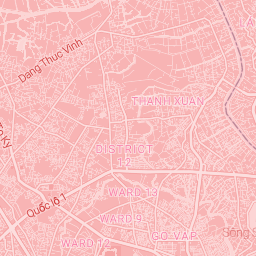 Dang Thuc Vinh
THANH XUAN
DISTRICT
12
Quốc lộ 1
WARD 13
WARD 9
GO VAP
WARD 12